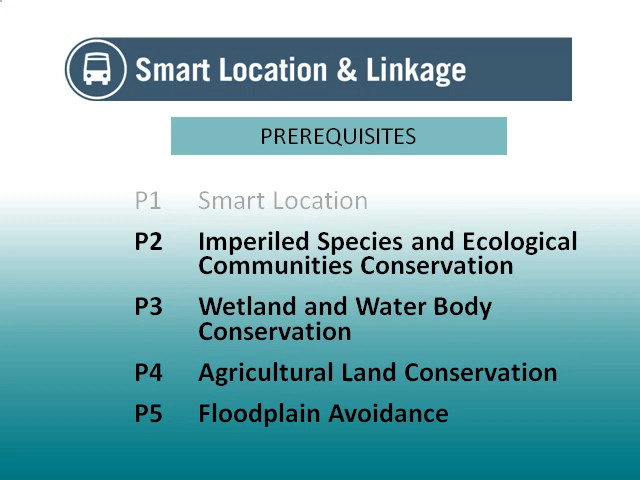 Smart Location & Linkage
PREREQUISITES
P1 Smart Location
P2 Imperiled Species and Ecological
Communities Conservation
P3 Wetland and Water Body
Conservation
P4 Agricultural Land Conservation
P5 Floodplain Avoidance